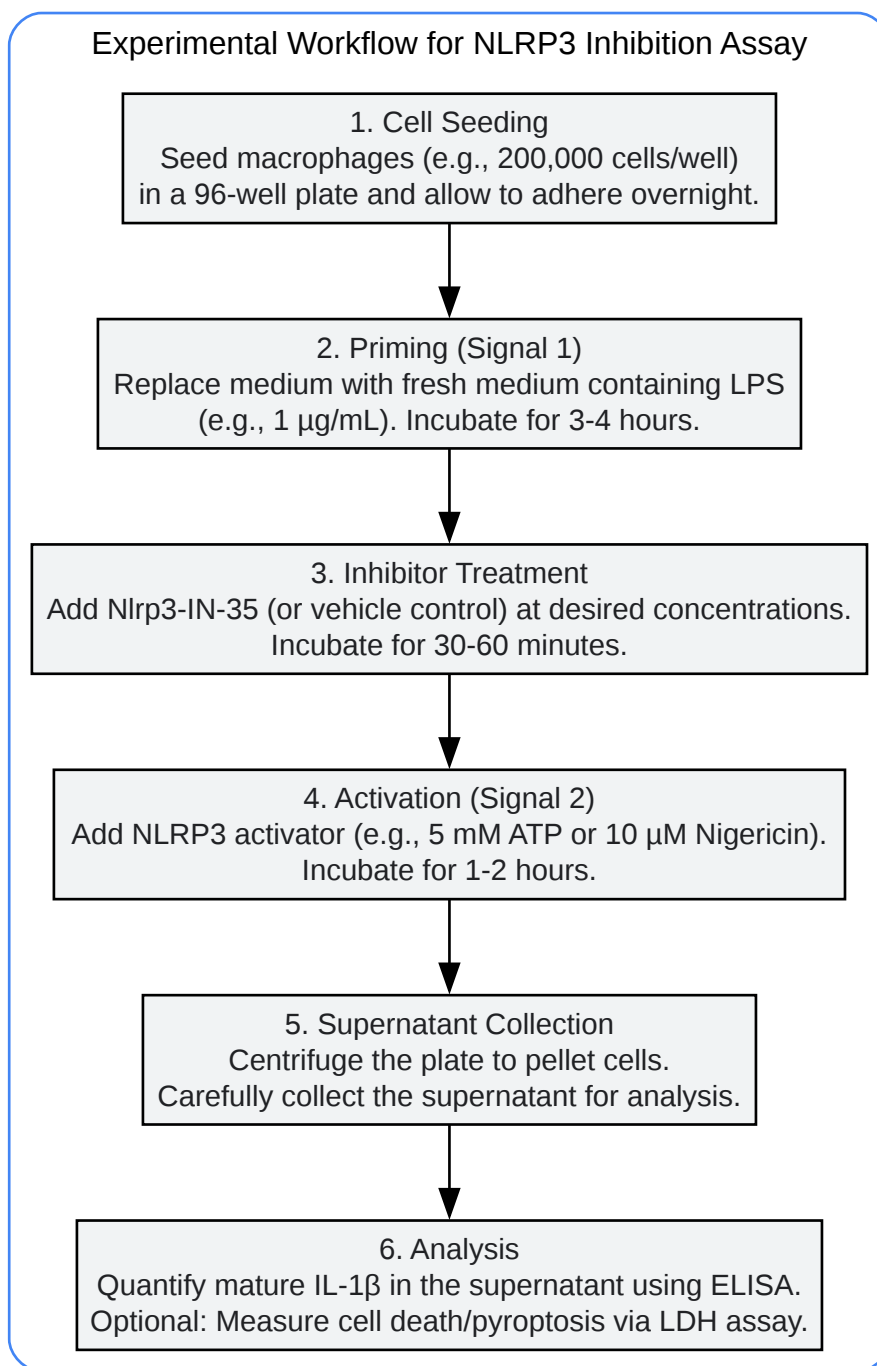 Experimental Workflow for NLRP3 Inhibition Assay
1. Cell Seeding
Seed macrophages (e.g., 200,000 cells/well)
in a 96-well plate and allow to adhere overnight.
2. Priming (Signal 1)
Replace medium with fresh medium containing LPS
(e.g., 1 µg/mL). Incubate for 3-4 hours.
3. Inhibitor Treatment
Add Nlrp3-IN-35 (or vehicle control) at desired concentrations.
Incubate for 30-60 minutes.
4. Activation (Signal 2)
Add NLRP3 activator (e.g., 5 mM ATP or 10 µM Nigericin).
Incubate for 1-2 hours.
5. Supernatant Collection
Centrifuge the plate to pellet cells.
Carefully collect the supernatant for analysis.
6. Analysis
Quantify mature IL-1β in the supernatant using ELISA.
Optional: Measure cell death/pyroptosis via LDH assay.